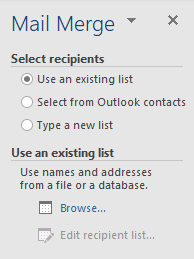 Mail Merge
Select recipients
Use an existing list
Select from Outlook contacts
Type a new list
Use an existing list
Use names and addresses
from a file or a database.
Browse...
Edit recipient list...